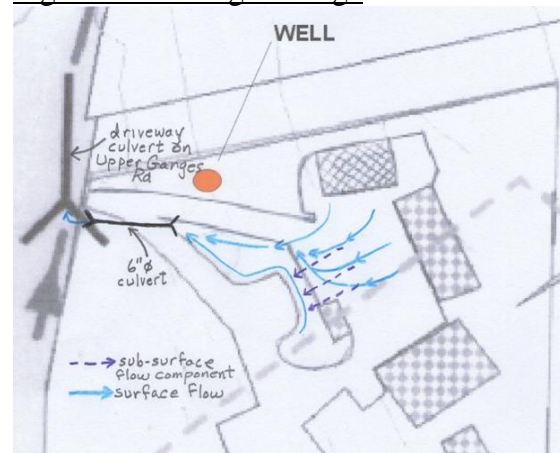 WELL
driveway
culvert on
Upper Ganges
Rd
6"ø
culvert
sub-surface
flow component
surface flow